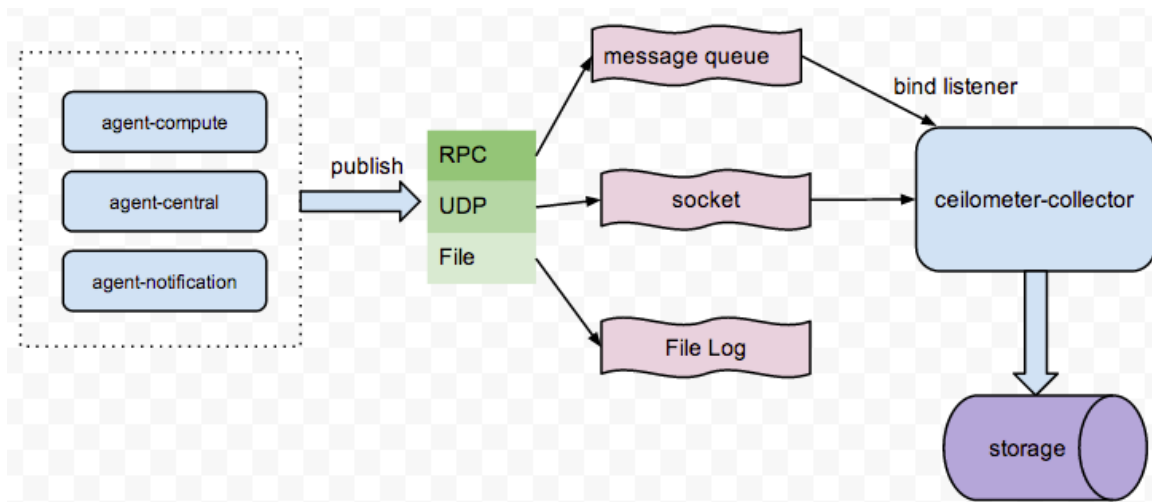 message queue
bind listener
agent-compute
RPC
publish
agent-central
UDP
socket
ceilometer-collector
File
agent-notification
File Log
storage